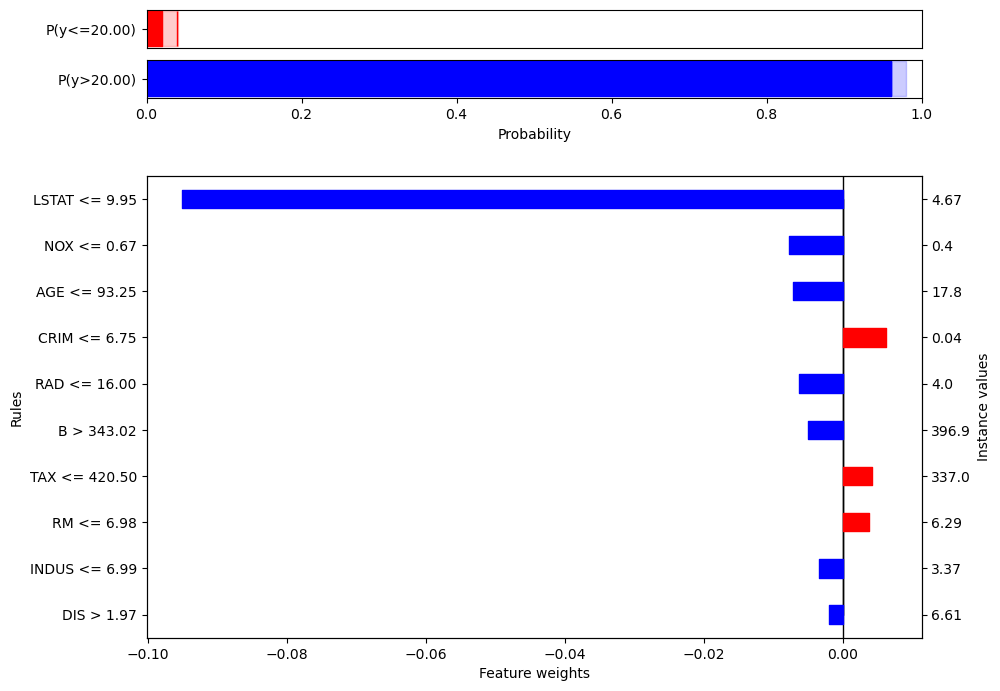 P(y<=20.00)
P(y>20.00)
0.0 0.2 0.4 0.6 0.8 1.0
Probability
LSTAT <= 9.95 4.67
NOX <= 0.67 0.4
AGE <= 93.25 17.8
CRIM <= 6.75 0.04
RAD <= 16.00 4.0
B > 343.02 396.9
TAX <= 420.50 337.0
RM <= 6.98 6.29
INDUS <= 6.99 3.37
DIS > 1.97 6.61
Rules
Instance values
−0.10 −0.08 −0.06 −0.04 −0.02 0.00
Feature weights